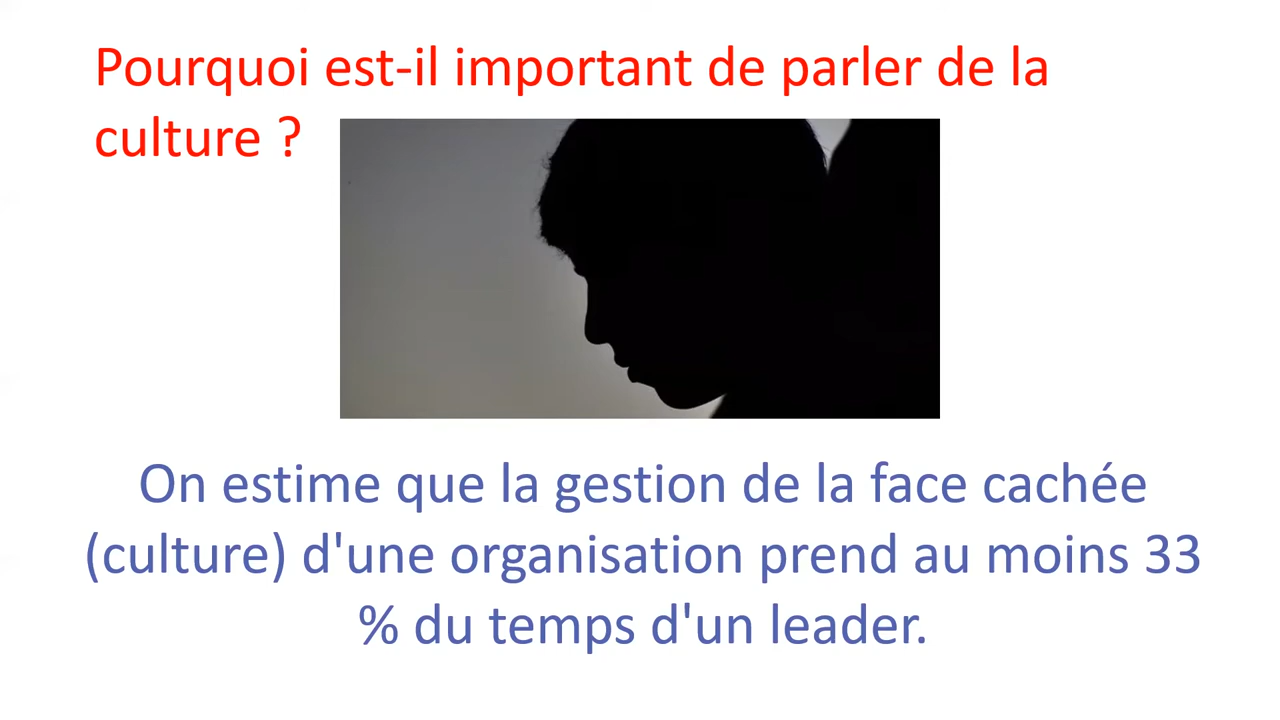 Pourquoi est-il important de parler de la
culture ?
On estime que la gestion de la face cachée
(culture) d'une organisation prend au moins 33
% du temps d'un leader.